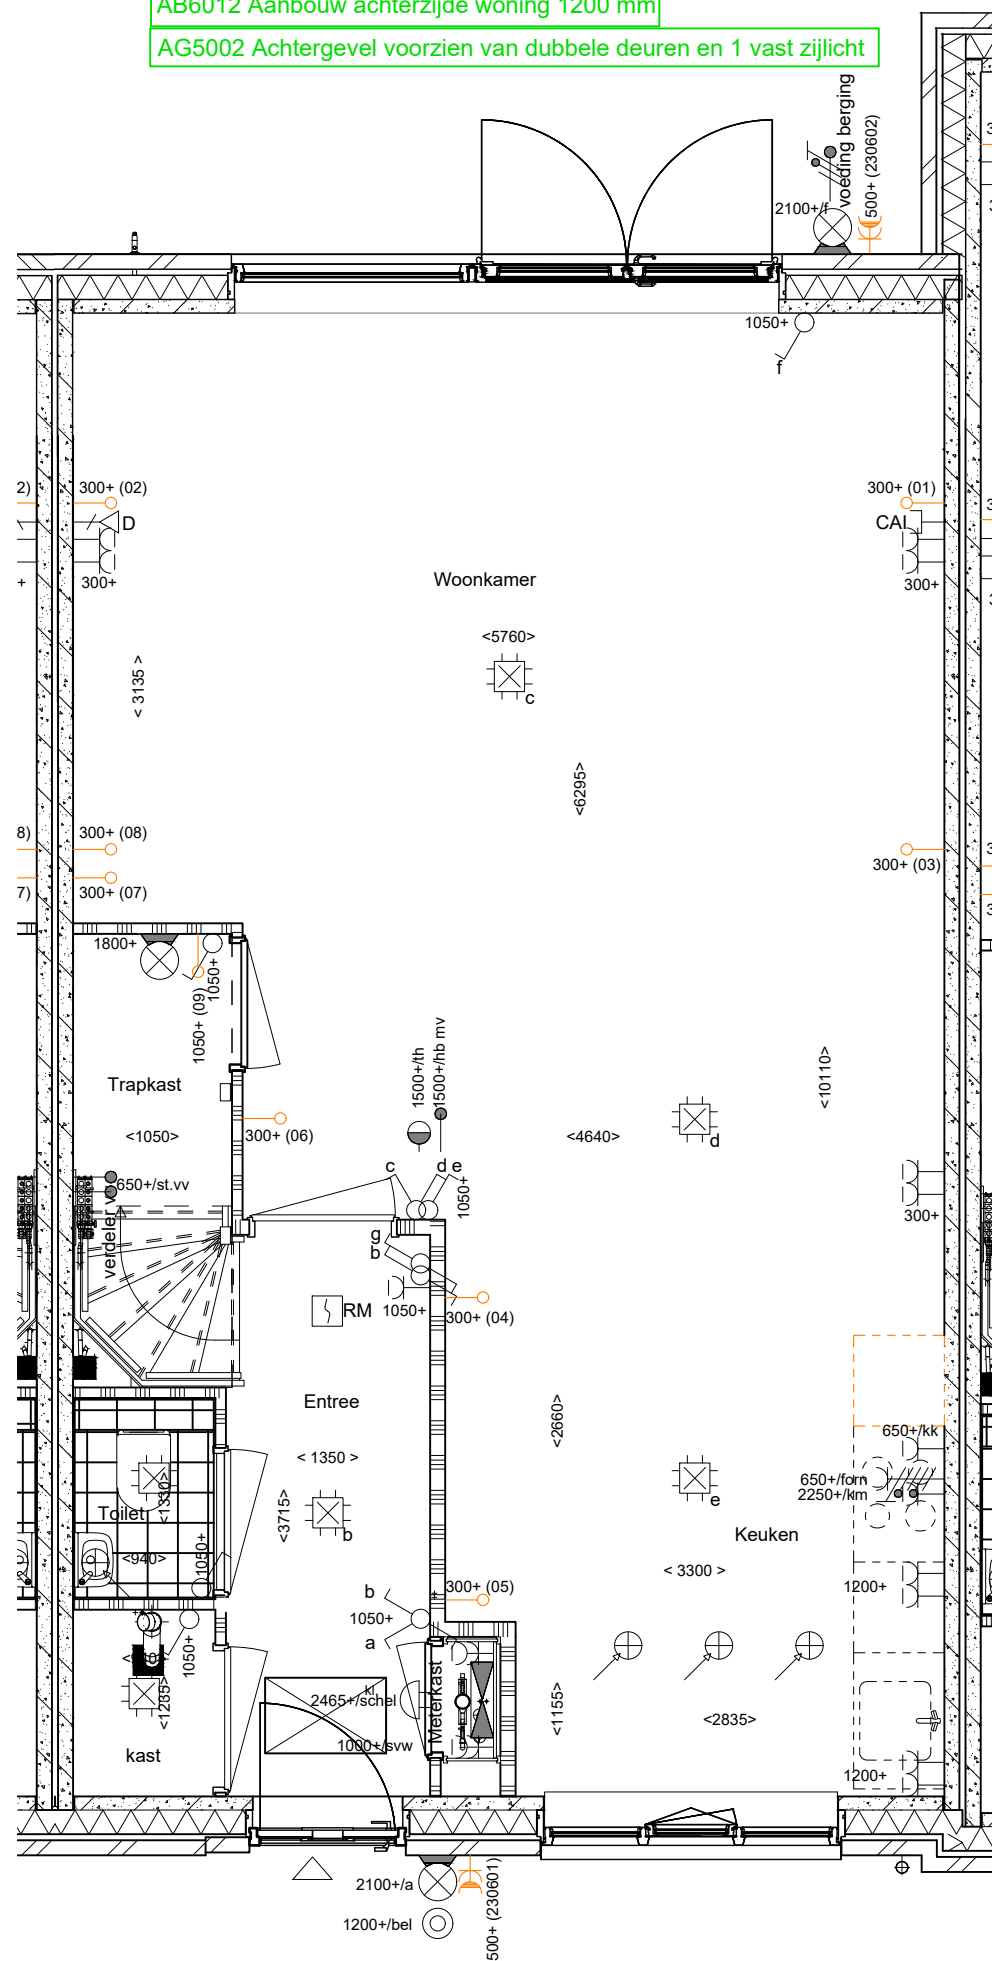 AB6012 Aanbouw achterzijde woning 1200 mm
AG5002 Achtergevel voorzien van dubbele deuren en 1 vast zijlicht
voeding berging
500+ (230602)
2100+/f
1050+
f
2)
300+ (02)
300+ (01)
D
CAI
+
300+
300+
Woonkamer
<5760>
c
< 3135 >
<6295>
8)
300+ (08)
300+ (03)
7)
300+ (07)
1800+
1050+
1050+ (09)
1500+/th
1500+/hb mv
<10110>
Trapkast
<1050>
300+ (06)
<4640>
d
c
d e
1050+
650+/st.vv
300+
g
b
RM
1050+
300+ (04)
Entree
<2660>
650+/kk
< 1350 >
650+/forn
2250+/km
<1330>
e
Toilet
<3715>
b
Keuken
<940>
1050+
< 3300 >
1200+
b
300+ (05)
1050+
a
1050+
<1235>
kl.
2465+/schel
Meterkast
<1155>
<2835>
1000+/svw
kast
1200+
2100+/a
500+ (230601)
1200+/bel